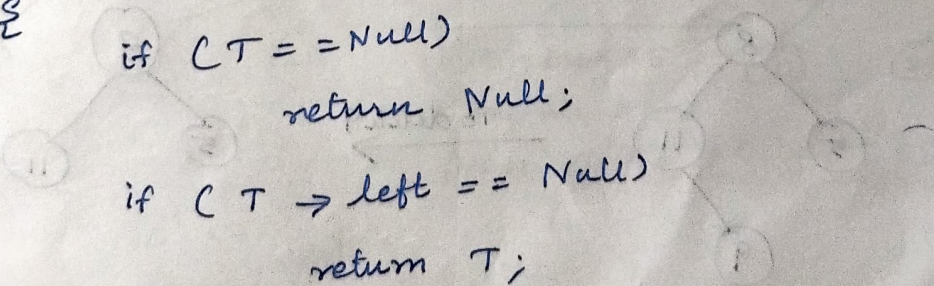 {
if (T = = Null)
return Null;
if (T → left == Null)
return T;